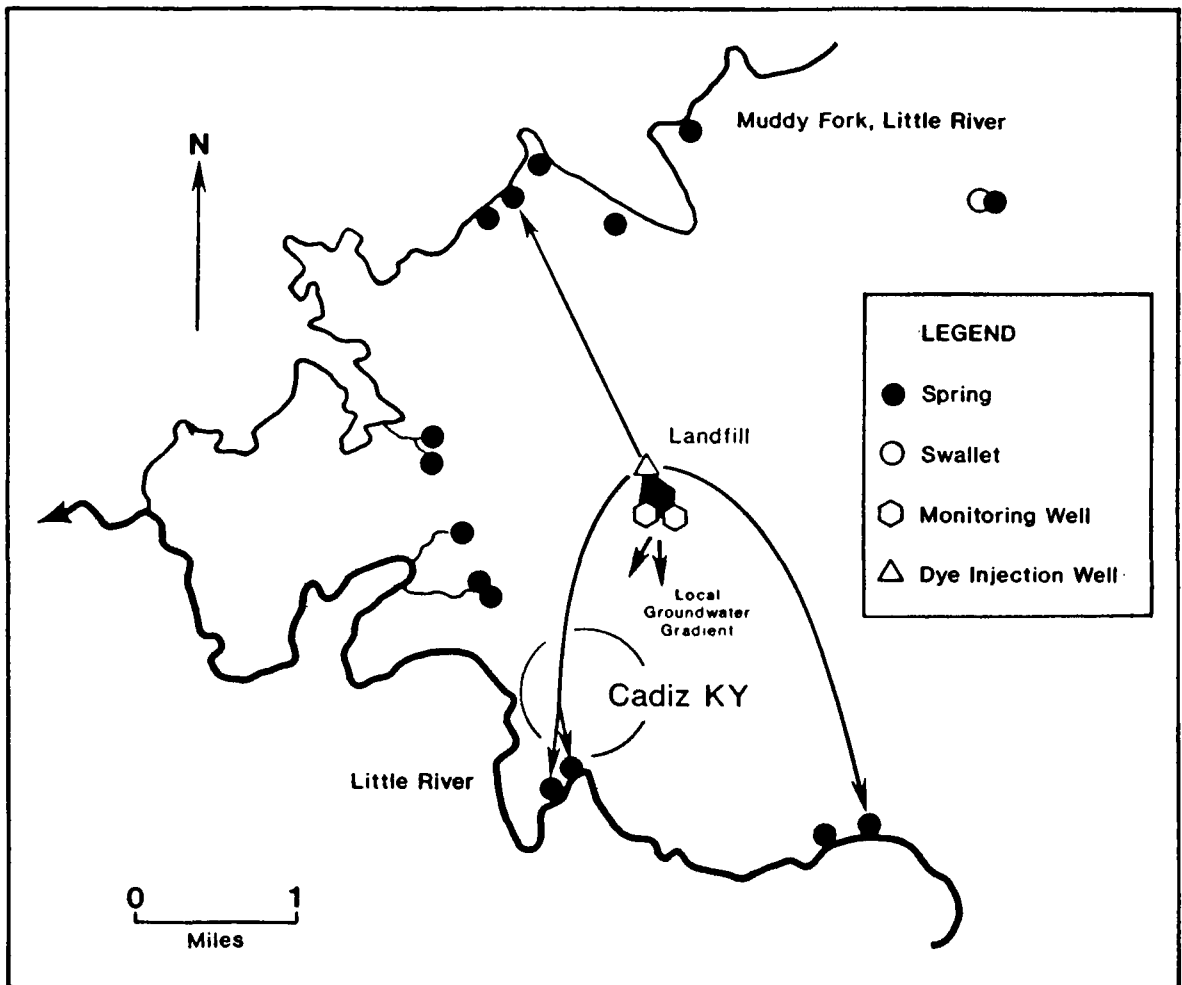 N
Muddy Fork, Little River
LEGEND
Spring
Swallet
Monitoring Well
Dye Injection Well
Landfill
Local
Groundwater
Gradient
Cadiz KY
Little River
0 1
Miles